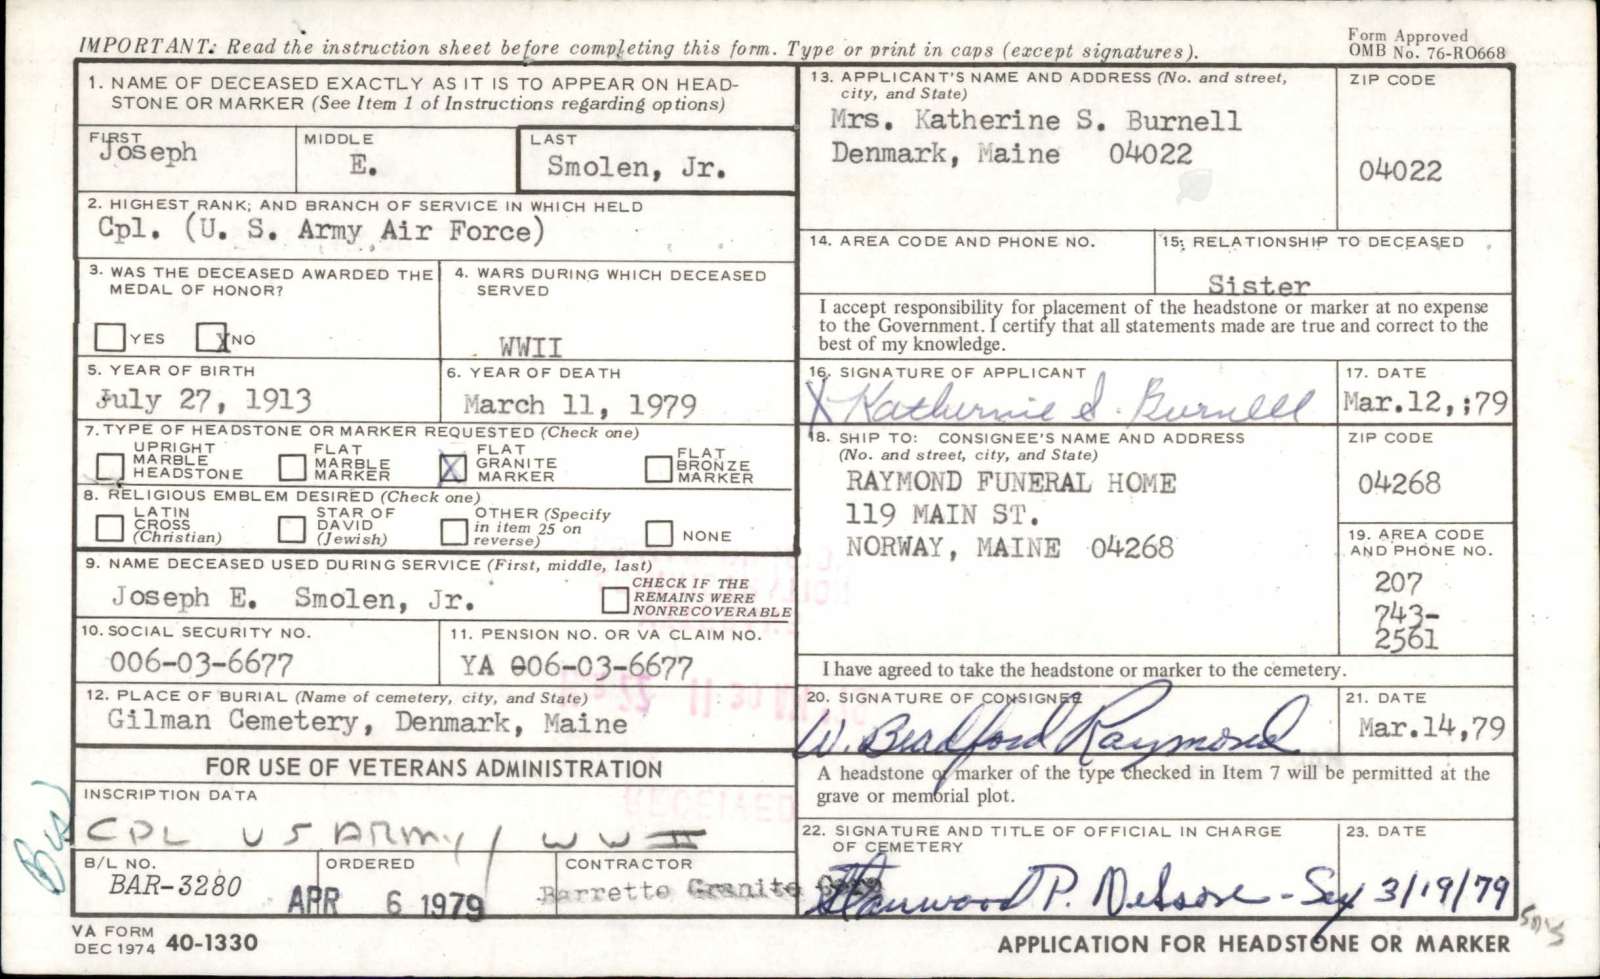 IMPORTANT: Read the instruction sheet before completing this form. Type or print in caps (except signatures).
Form Approved
OMB No. 76-RO668
1. NAME OF DECEASED EXACTLY AS IT IS TO APPEAR ON HEAD-
STONE OR MARKER (See Item 1 of Instructions regarding options)
FIRST
Joseph
MIDDLE
E.
LAST
Smolen, Jr.
2. HIGHEST RANK; AND BRANCH OF SERVICE IN WHICH HELD
Cpl. (U. S. Army Air Force)
3. WAS THE DECEASED AWARDED THE
MEDAL OF HONOR?
YES
X NO
4. WARS DURING WHICH DECEASED
SERVED
WWII
5. YEAR OF BIRTH
July 27, 1913
6. YEAR OF DEATH
March 11, 1979
7. TYPE OF HEADSTONE OR MARKER REQUESTED (Check one)
UPRIGHT
MARBLE
HEADSTONE
FLAT
MARBLE
MARKER
X
FLAT
GRANITE
MARKER
FLAT
BRONZE
MARKER
8. RELIGIOUS EMBLEM DESIRED (Check one)
LATIN
CROSS
(Christian)
STAR OF
DAVID
(Jewish)
OTHER (Specify
in item 25 on
reverse)
NONE
9. NAME DECEASED USED DURING SERVICE (First, middle, last)
Joseph E. Smolen, Jr.
CHECK IF THE
REMAINS WERE
NONRECOVERABLE
10. SOCIAL SECURITY NO.
006-03-6677
11. PENSION NO. OR VA CLAIM NO.
YA 006-03-6677
12. PLACE OF BURIAL (Name of cemetery, city, and State)
Gilman Cemetery, Denmark, Maine
FOR USE OF VETERANS ADMINISTRATION
INSCRIPTION DATA
CPL US ARMY/ WW II
B/L NO.
BAR-3280
ORDERED
APR 6 1979
CONTRACTOR
Barrette Granite Corp
VA FORM
DEC 1974 40-1330
13. APPLICANT'S NAME AND ADDRESS (No. and street,
city, and State)
Mrs. Katherine S. Burnell
Denmark, Maine 04022
ZIP CODE
04022
14. AREA CODE AND PHONE NO.
15. RELATIONSHIP TO DECEASED
Sister
I accept responsibility for placement of the headstone or marker at no expense
to the Government. I certify that all statements made are true and correct to the
best of my knowledge.
16. SIGNATURE OF APPLICANT
X Katherine S. Burnell
17. DATE
Mar.12,;79
18. SHIP TO: CONSIGNEE'S NAME AND ADDRESS
(No. and street, city, and State)
RAYMOND FUNERAL HOME
119 MAIN ST.
NORWAY, MAINE 04268
ZIP CODE
04268
19. AREA CODE
AND PHONE NO.
207
743-
2561
I have agreed to take the headstone or marker to the cemetery.
20. SIGNATURE OF CONSIGNEE
W. Bradford Raymond
21. DATE
Mar.14,79
A headstone or marker of the type checked in Item 7 will be permitted at the
grave or memorial plot.
22. SIGNATURE AND TITLE OF OFFICIAL IN CHARGE
OF CEMETERY
Stanwood P. Nelson - Sey
23. DATE
3/19/79
APPLICATION FOR HEADSTONE OR MARKER